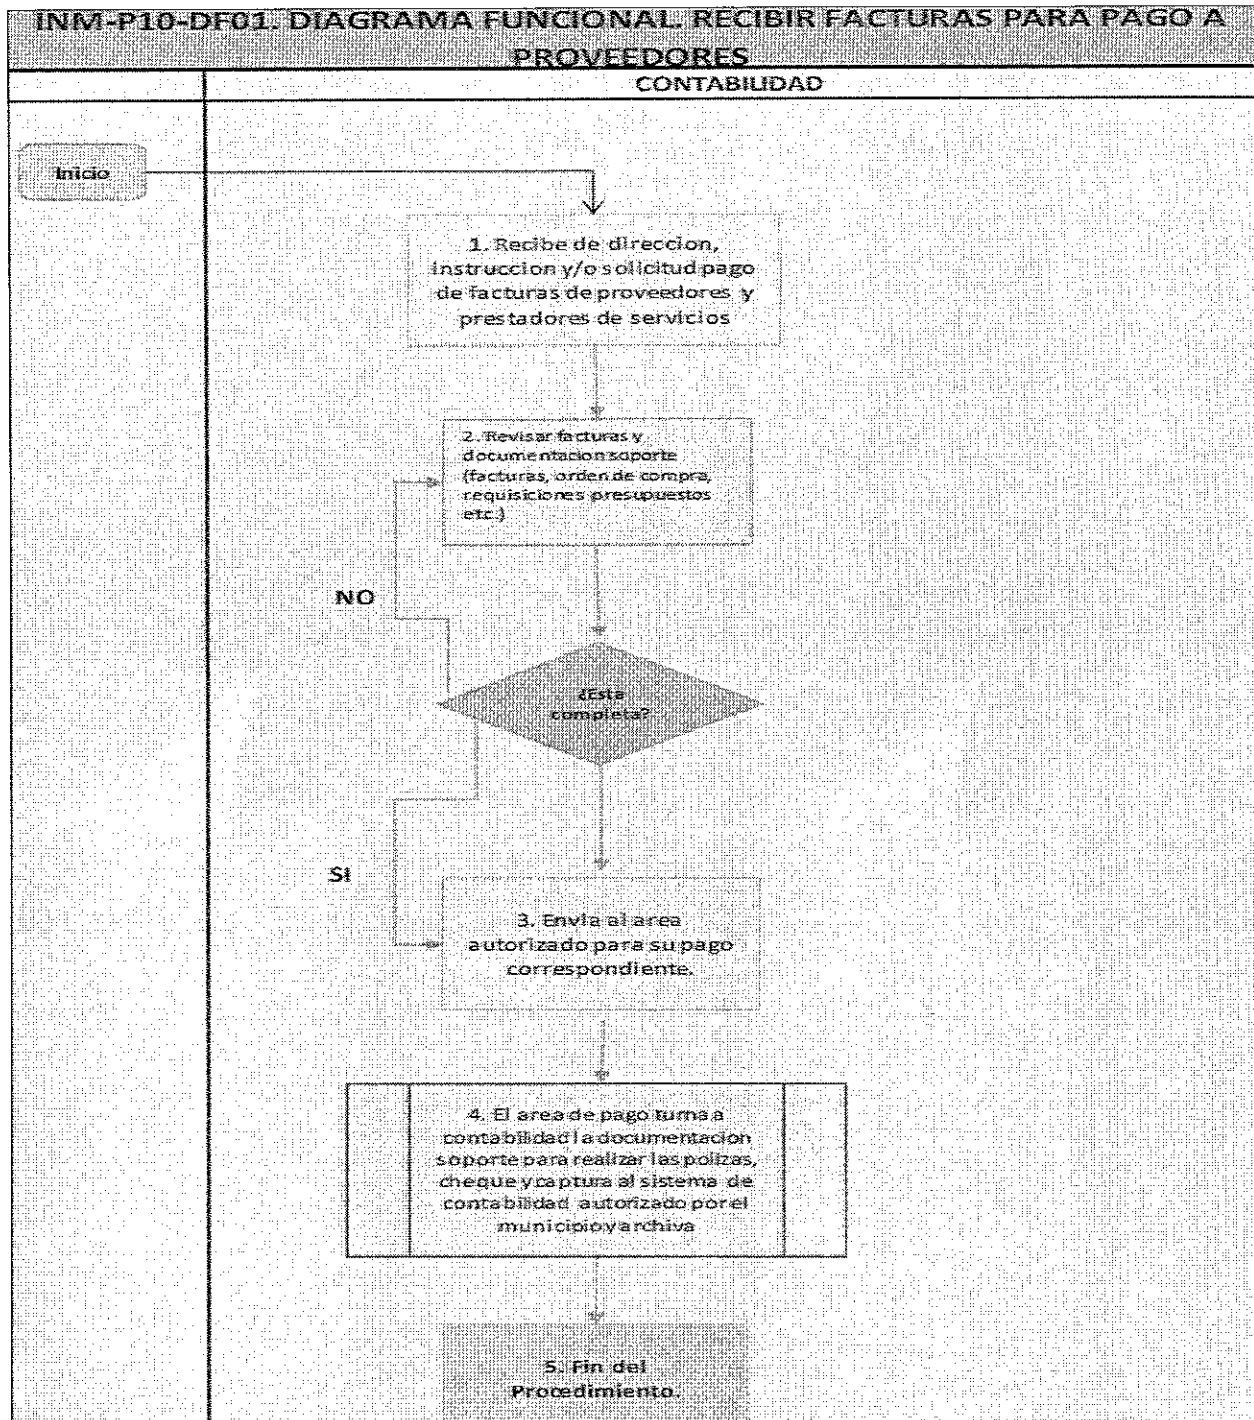 INM-P10-DF01. DIAGRAMA FUNCIONAL. RECIBIR FACTURAS PARA PAGO A
PROVEEDORES
CONTABILIDAD
Inicio
1. Recibe de direccion,
instruccion y/o solicitud pago
de facturas de proveedores y
prestadores de servicios
2. Revisar facturas y
documentacion soporte
(facturas, orden de compra,
requisiciones presupuestos
etc.)
NO
¿Esta
completa?
SI
3. Envia al area
autorizado para su pago
correspondiente.
4. El area de pago turna a
contabilidad la documentacion
soporte para realizar las polizas,
cheque y captura al sistema de
contabilidad autorizado por el
municipio y archiva
5. Fin del
Procedimiento.